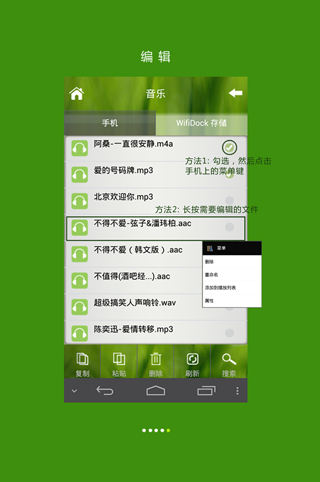 编辑
音乐
手机
WifiDock 存储
阿桑-一直很安静.m4a
方法1: 勾选，然后点击
手机上的菜单键
爱的号码牌.mp3
北京欢迎你.mp3
方法2: 长按需要编辑的文件
不得不爱-弦子&潘玮柏.aac
不得不爱（韩文版）.aac
菜单
删除
重命名
添加到播放列表
属性
不值得(酒吧经...).aac
超级搞笑人声响铃.wav
陈奕迅-爱情转移.mp3
复制
粘贴
删除
刷新
搜索